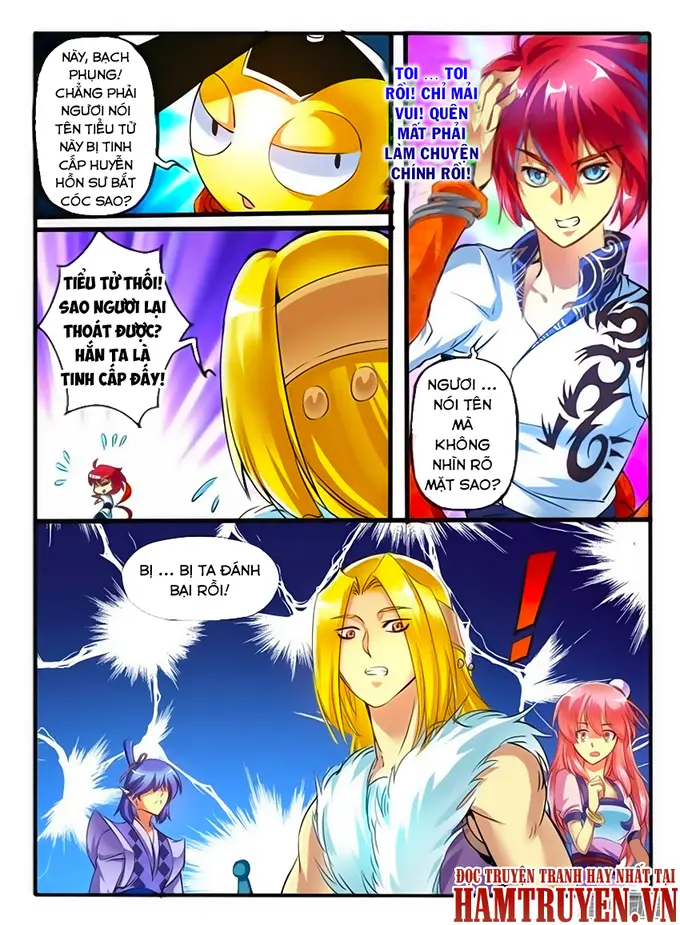 NÀY, BẠCH
PHỤNG!
CHẲNG PHẢI
NGƯƠI NÓI
TÊN TIỂU TỬ
NÀY BỊ TINH
CẤP HUYỄN
HỒN SƯ BẮT
CÓC SAO?
TOI ... TOI
RỒI! CHỈ MẢI
VUI! QUÊN
MẤT PHẢI
LÀM CHUYỆN
CHÍNH RỒI!
TIỂU TỬ THỐI!
SAO NGƯƠI LẠI
THOÁT ĐƯỢC?
HẮN TA LÀ
TINH CẤP ĐẤY!
NGƯƠI ...
NÓI TÊN
MÀ
KHÔNG
NHÌN RÕ
MẶT SAO?
BỊ ... BỊ TA ĐÁNH
BẠI RỒI!
!
ĐỌC TRUYỆN TRANH HAY NHẤT TẠI
HAMTRUYEN.VN